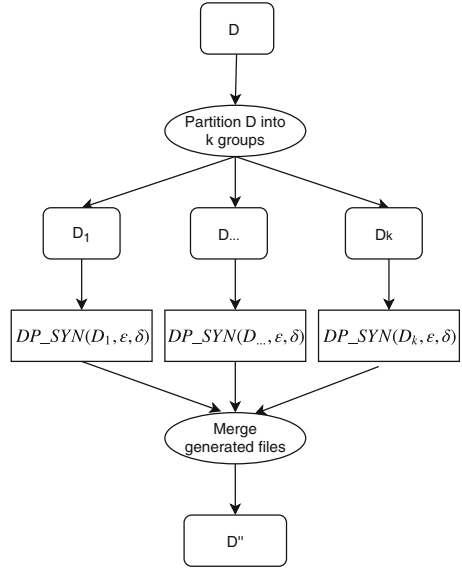 D
Partition D into
k groups
D₁
D...
Dk
DP_SYN(D₁,ε,δ)
DP_SYN(D...,ε,δ)
DP_SYN(Dₖ,ε,δ)
Merge
generated files
D"